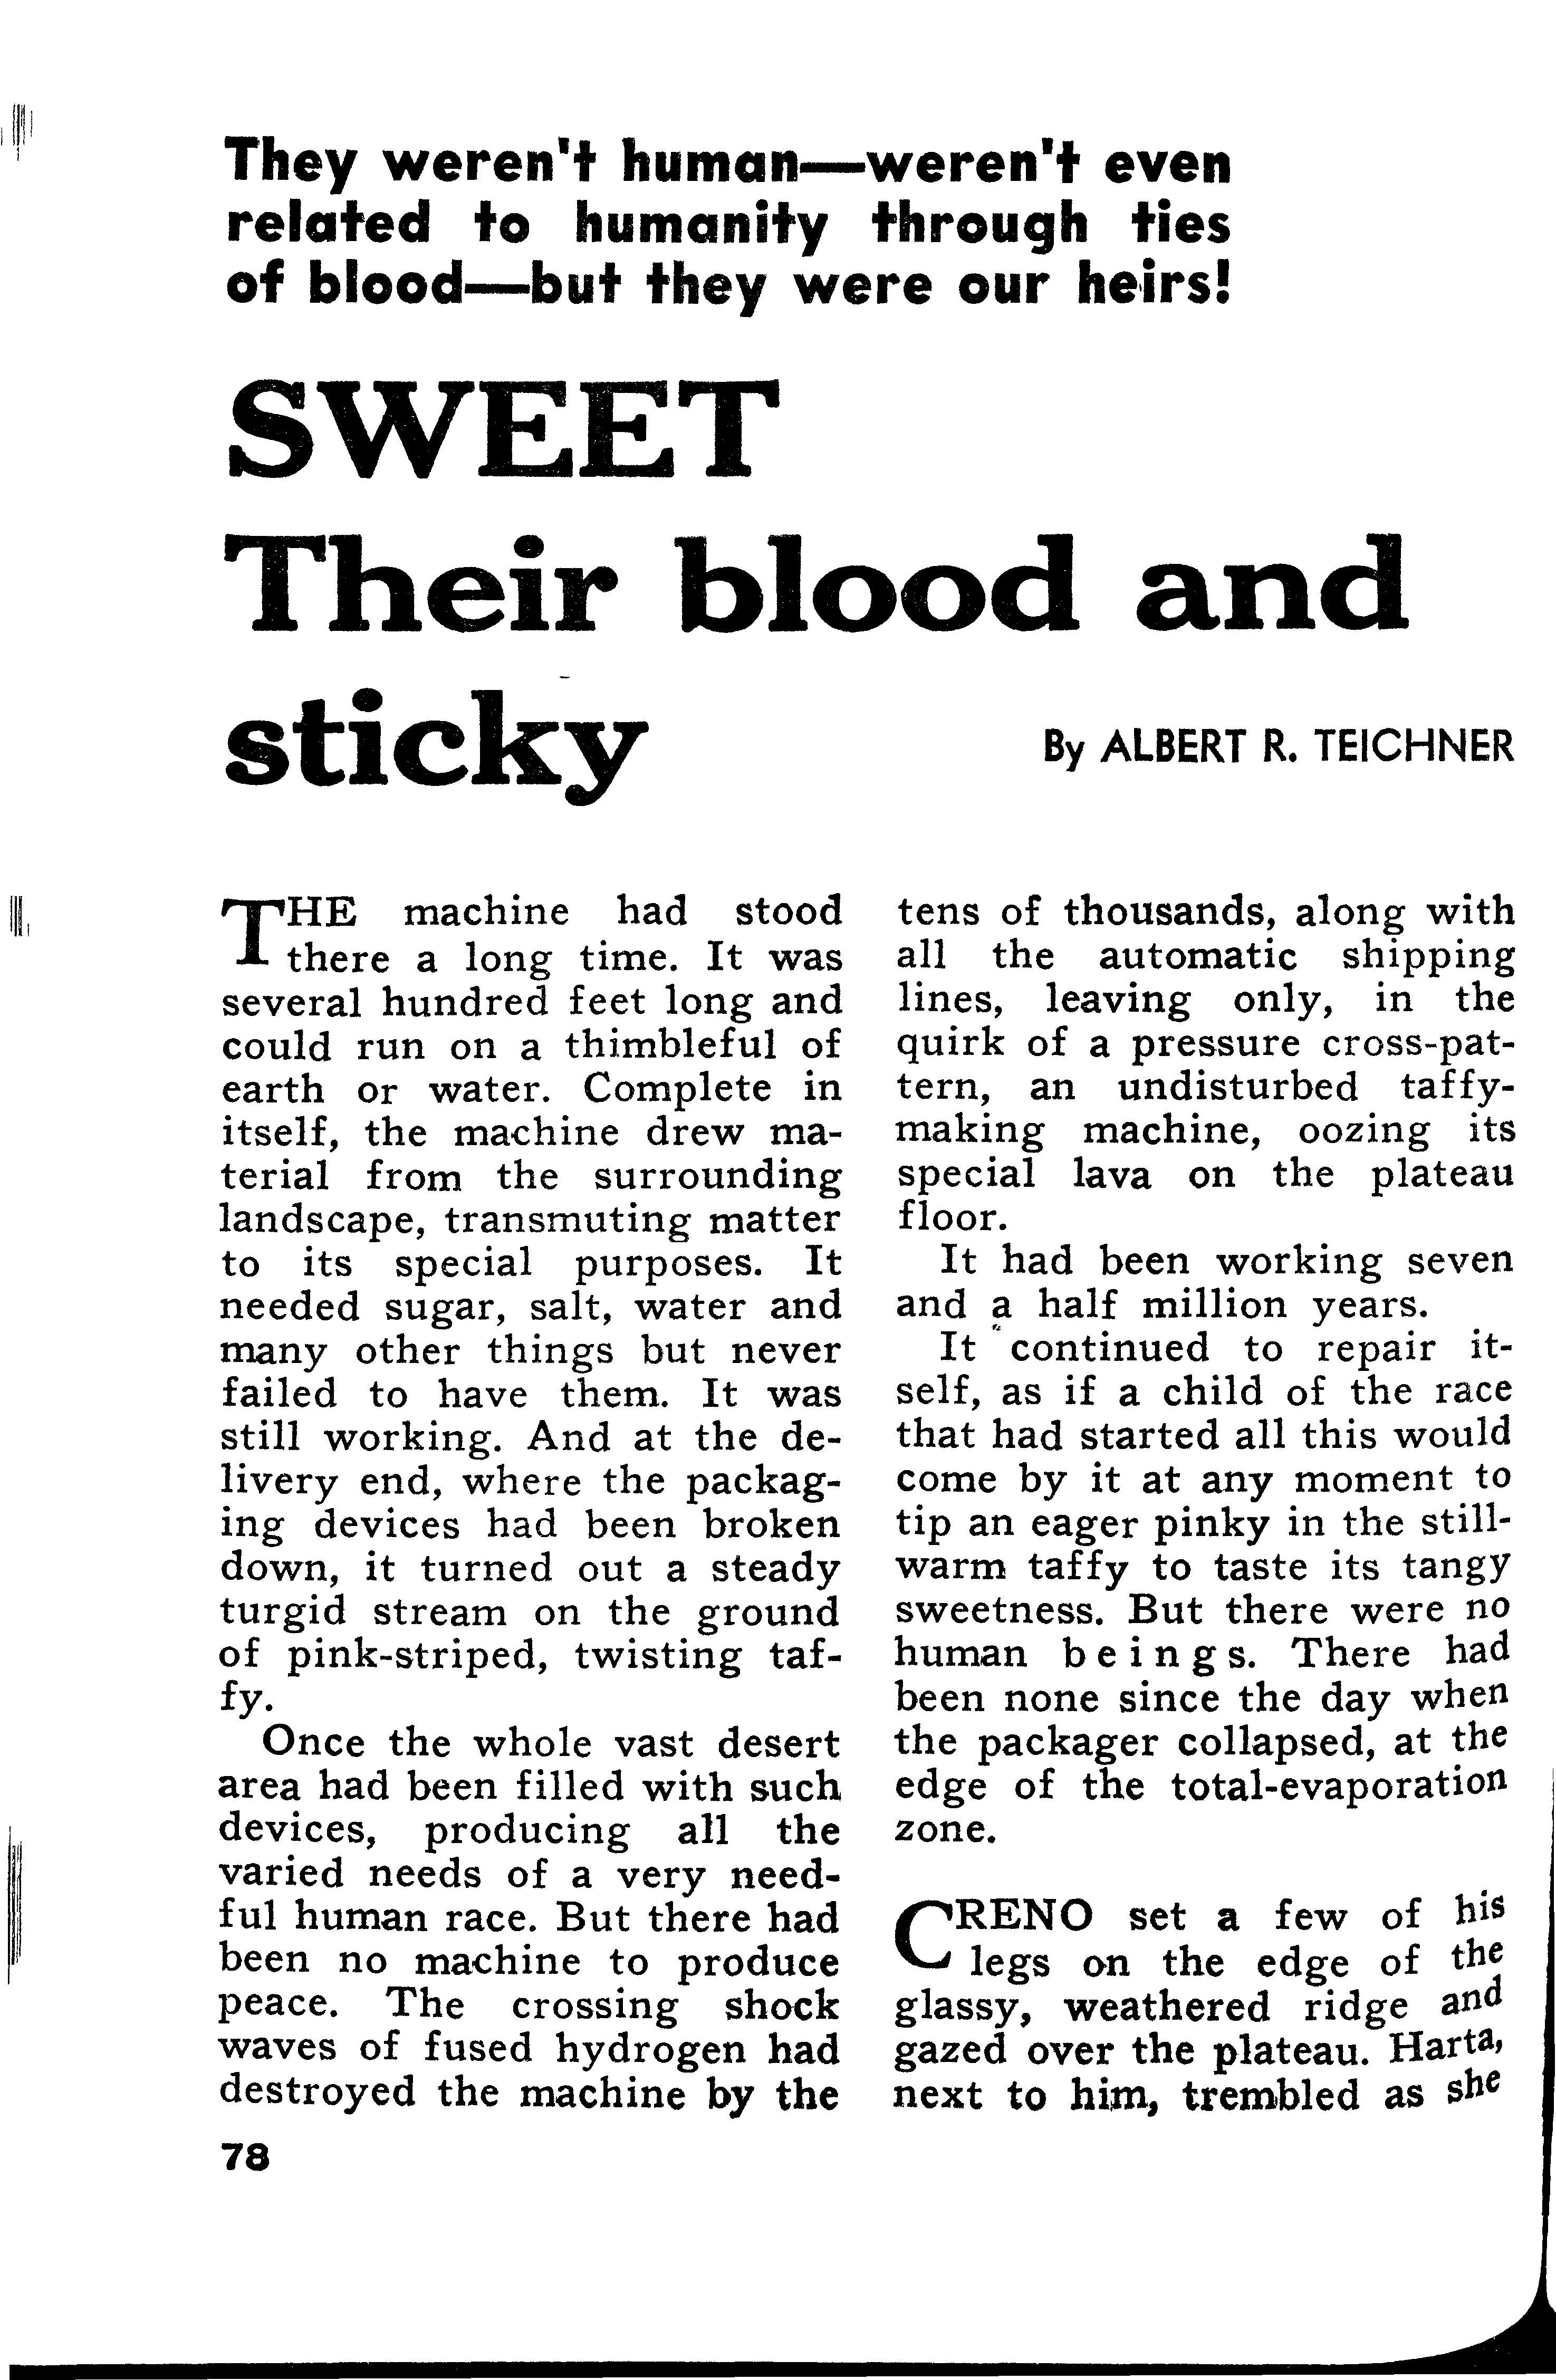 They weren't human—weren't even
related to humanity through ties
of blood—but they were our heirs!
SWEET
Their blood and
sticky
By ALBERT R. TEICHNER
THE machine had stood
there a long time. It was
several hundred feet long and
could run on a thimbleful of
earth or water. Complete in
itself, the machine drew ma-
terial from the surrounding
landscape, transmuting matter
to its special purposes. It
needed sugar, salt, water and
many other things but never
failed to have them. It was
still working. And at the de-
livery end, where the packag-
ing devices had been broken
down, it turned out a steady
turgid stream on the ground
of pink-striped, twisting taf-
fy.
Once the whole vast desert
area had been filled with such
devices, producing all the
varied needs of a very need-
ful human race. But there had
been no machine to produce
peace. The crossing shock
waves of fused hydrogen had
destroyed the machine by the
tens of thousands, along with
all the automatic shipping
lines, leaving only, in the
quirk of a pressure cross-pat-
tern, an undisturbed taffy-
making machine, oozing its
special lava on the plateau
floor.
It had been working seven
and a half million years.
It continued to repair it-
self, as if a child of the race
that had started all this would
come by it at any moment to
tip an eager pinky in the still-
warm taffy to taste its tangy
sweetness. But there were no
human beings. There had
been none since the day when
the packager collapsed, at the
edge of the total-evaporation
zone.
CRENO set a few of his
legs on the edge of the
glassy, weathered ridge and
gazed over the plateau. Harta,
next to him, trembled as she
78